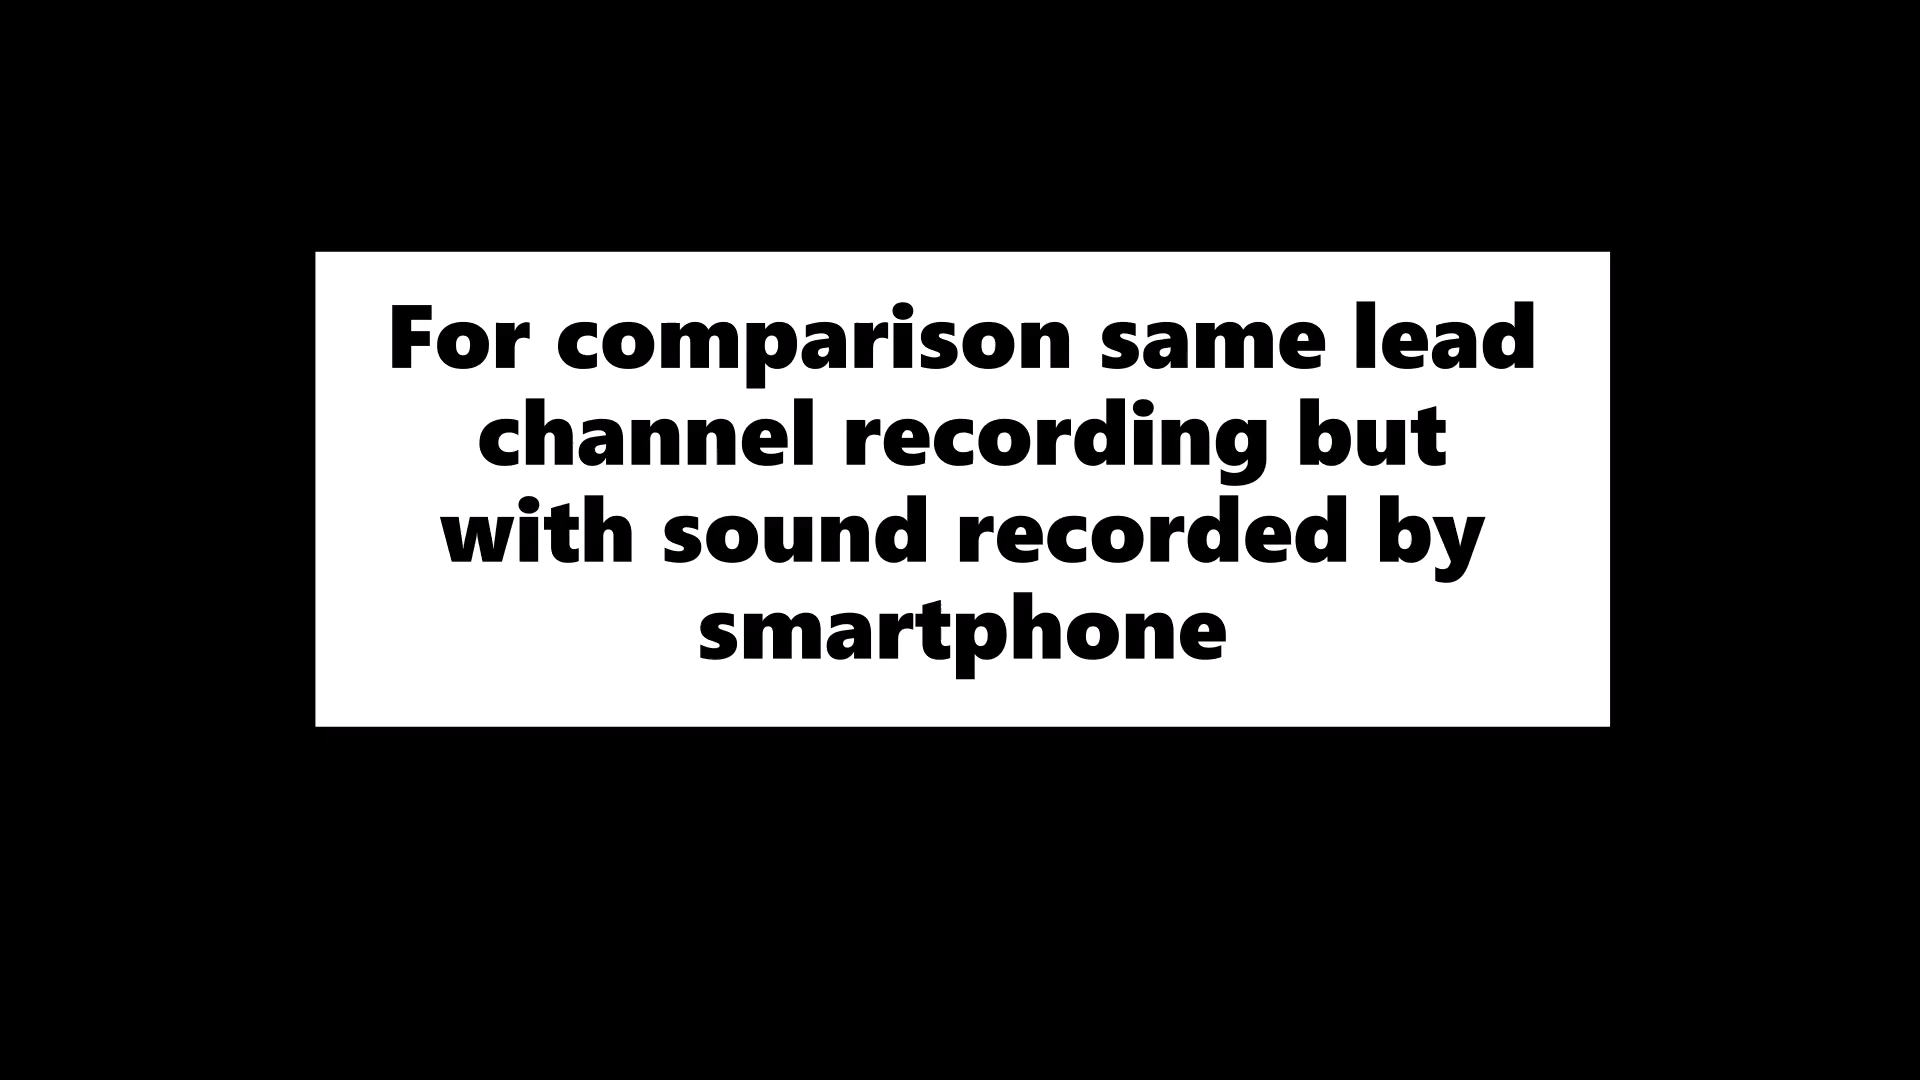 For comparison same lead
channel recording but
with sound recorded by
smartphone